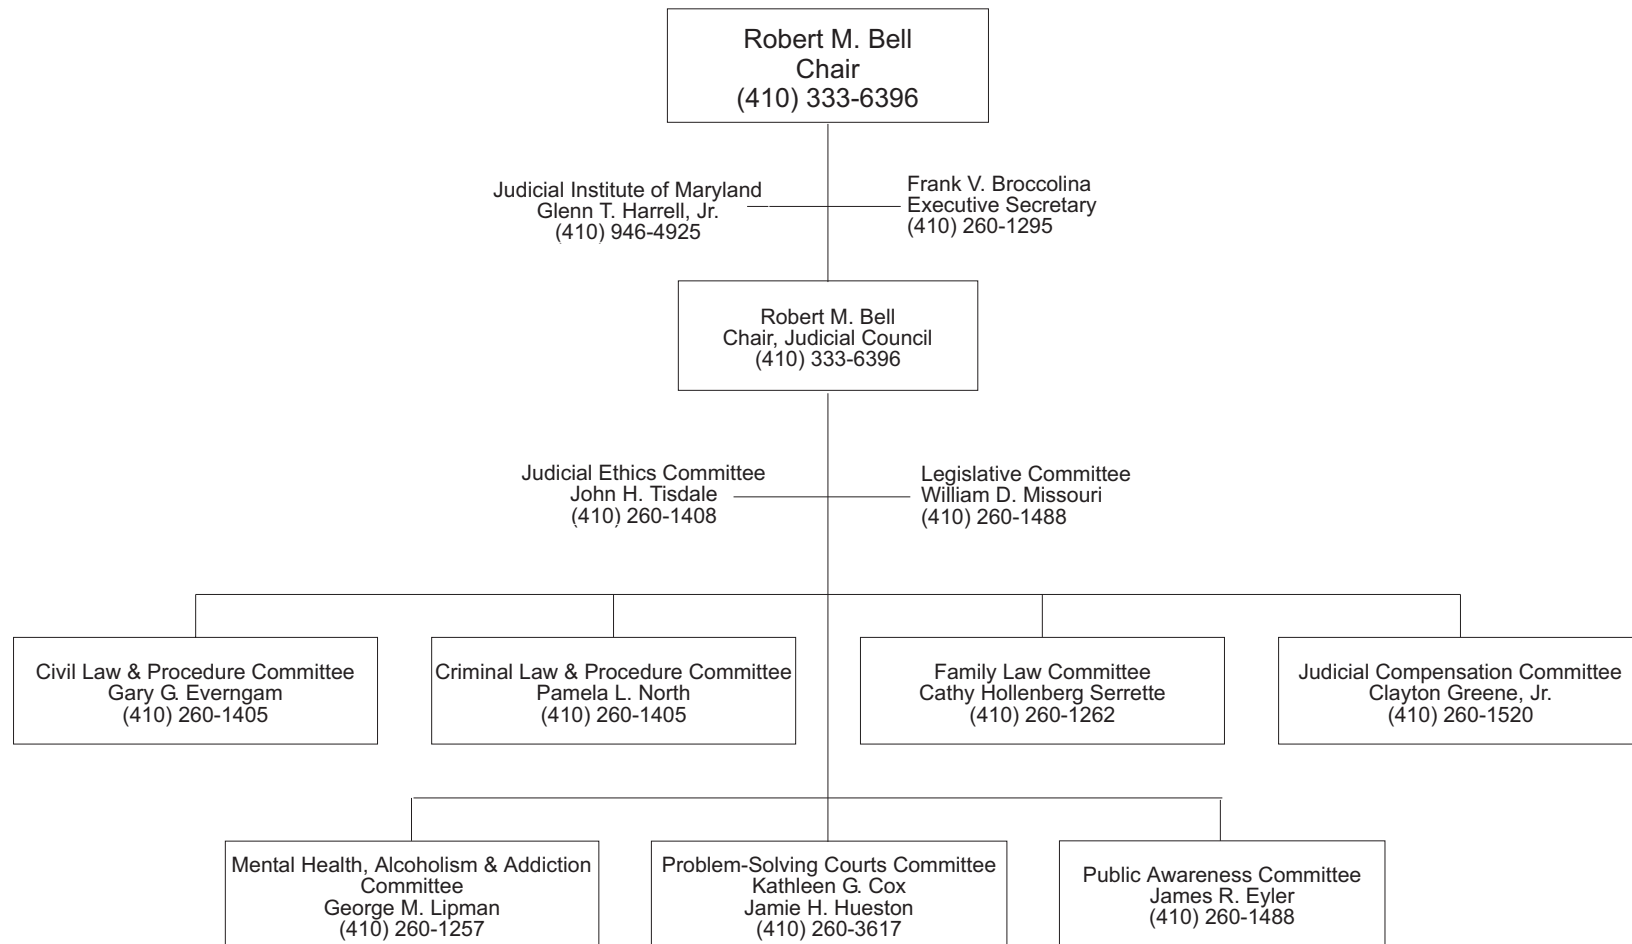 Robert M. Bell
Chair
(410) 333-6396
Judicial Institute of Maryland
Glenn T. Harrell, Jr.
(410) 946-4925
Frank V. Broccolina
Executive Secretary
(410) 260-1295
Robert M. Bell
Chair, Judicial Council
(410) 333-6396
Judicial Ethics Committee
John H. Tisdale
(410) 260-1408
Legislative Committee
William D. Missouri
(410) 260-1488
Civil Law & Procedure Committee
Gary G. Everngam
(410) 260-1405
Criminal Law & Procedure Committee
Pamela L. North
(410) 260-1405
Family Law Committee
Cathy Hollenberg Serrette
(410) 260-1262
Judicial Compensation Committee
Clayton Greene, Jr.
(410) 260-1520
Mental Health, Alcoholism & Addiction
Committee
George M. Lipman
(410) 260-1257
Problem-Solving Courts Committee
Kathleen G. Cox
Jamie H. Hueston
(410) 260-3617
Public Awareness Committee
James R. Eyler
(410) 260-1488